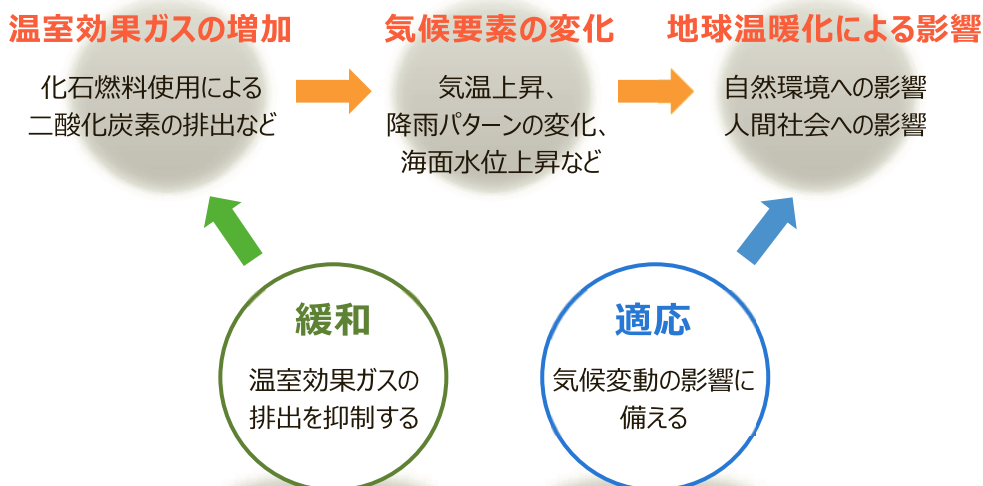 温室効果ガスの増加
化石燃料使用による
二酸化炭素の排出など
気候要素の変化
気温上昇、
降雨パターンの変化、
海面水位上昇など
地球温暖化による影響
自然環境への影響
人間社会への影響
緩和
温室効果ガスの
排出を抑制する
適応
気候変動の影響に
備える